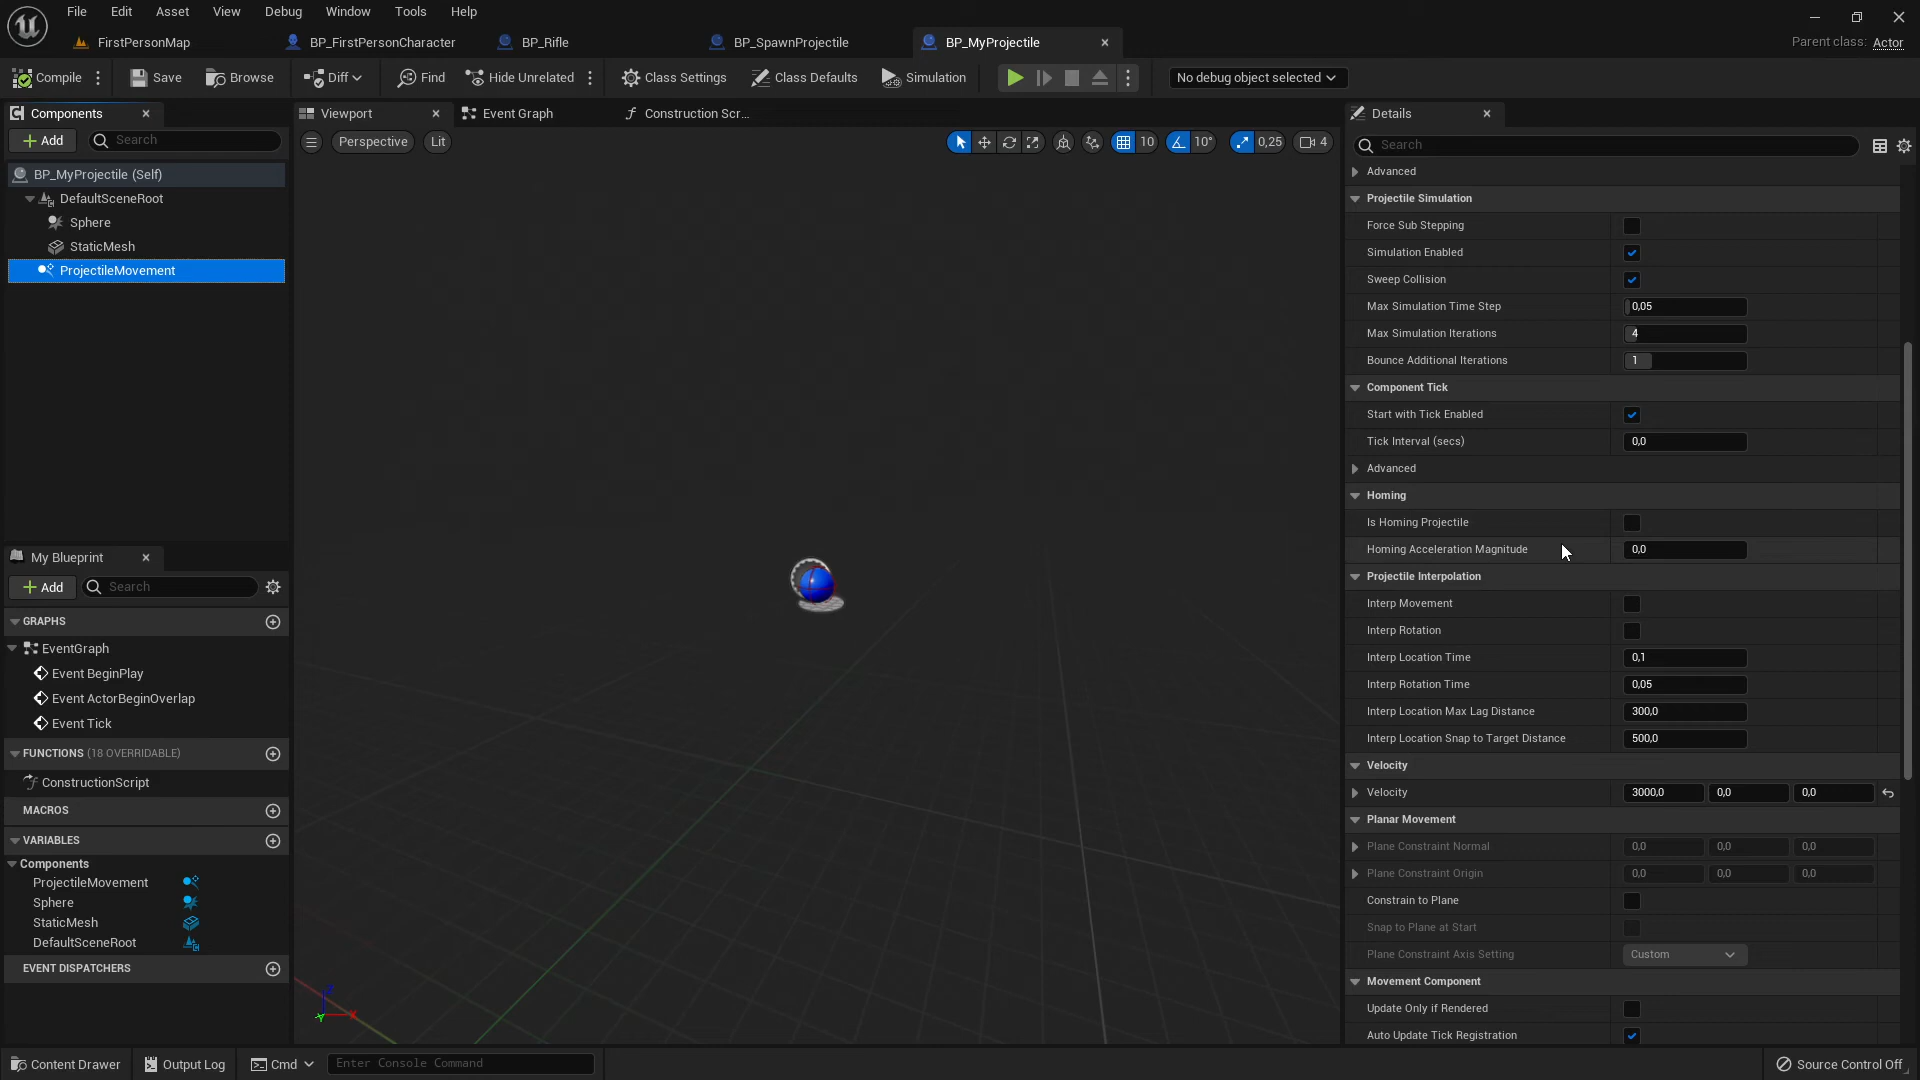 File Edit Asset View Debug Window Tools Help
FirstPersonMap BP_FirstPersonCharacter BP_Rifle BP_SpawnProjectile BP_MyProjectile Parent class: Actor
Compile Save Browse Diff Find Hide Unrelated Class Settings Class Defaults Simulation No debug object selected
Components
Add Search
BP_MyProjectile (Self)
DefaultSceneRoot
Sphere
StaticMesh
ProjectileMovement
My Blueprint
Add Search
GRAPHS
EventGraph
Event BeginPlay
Event ActorBeginOverlap
Event Tick
FUNCTIONS (18 OVERRIDABLE)
ConstructionScript
MACROS
VARIABLES
Components
ProjectileMovement
Sphere
StaticMesh
DefaultSceneRoot
EVENT DISPATCHERS
Viewport Event Graph Construction Scr...
Perspective Lit 10 10° 0,25 4
Z
Y X
Details
Search
Advanced
Projectile Simulation
Force Sub Stepping
Simulation Enabled
Sweep Collision
Max Simulation Time Step 0,05
Max Simulation Iterations 4
Bounce Additional Iterations 1
Component Tick
Start with Tick Enabled
Tick Interval (secs) 0,0
Advanced
Homing
Is Homing Projectile
Homing Acceleration Magnitude 0,0
Projectile Interpolation
Interp Movement
Interp Rotation
Interp Location Time 0,1
Interp Rotation Time 0,05
Interp Location Max Lag Distance 300,0
Interp Location Snap to Target Distance 500,0
Velocity
Velocity 3000,0 0,0 0,0
Planar Movement
Plane Constraint Normal 0,0 0,0 0,0
Plane Constraint Origin 0,0 0,0 0,0
Constrain to Plane
Snap to Plane at Start
Plane Constraint Axis Setting Custom
Movement Component
Update Only if Rendered
Auto Update Tick Registration
Content Drawer Output Log Cmd Enter Console Command Source Control Off